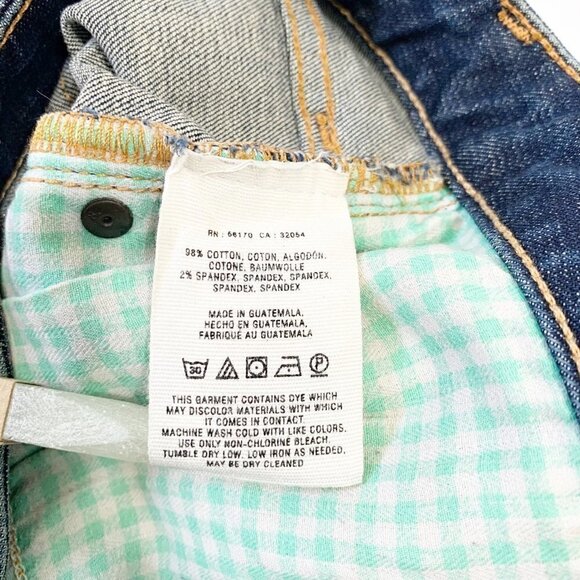 RN : 56170 CA : 32054
98% COTTON, COTON, ALGODON,
COTONE, BAUMWOLLE
2% SPANDEX, SPANDEX, SPANDEX,
SPANDEX, SPANDEX
MADE IN GUATEMALA,
HECHO EN GUATEMALA,
FABRIQUE AU GUATEMALA
30 P
THIS GARMENT CONTAINS DYE WHICH
MAY DISCOLOR MATERIALS WITH WHICH
IT COMES IN CONTACT.
MACHINE WASH COLD WITH LIKE COLORS.
USE ONLY NON-CHLORINE BLEACH.
TUMBLE DRY LOW. LOW IRON AS NEEDED.
MAY BE DRY CLEANED